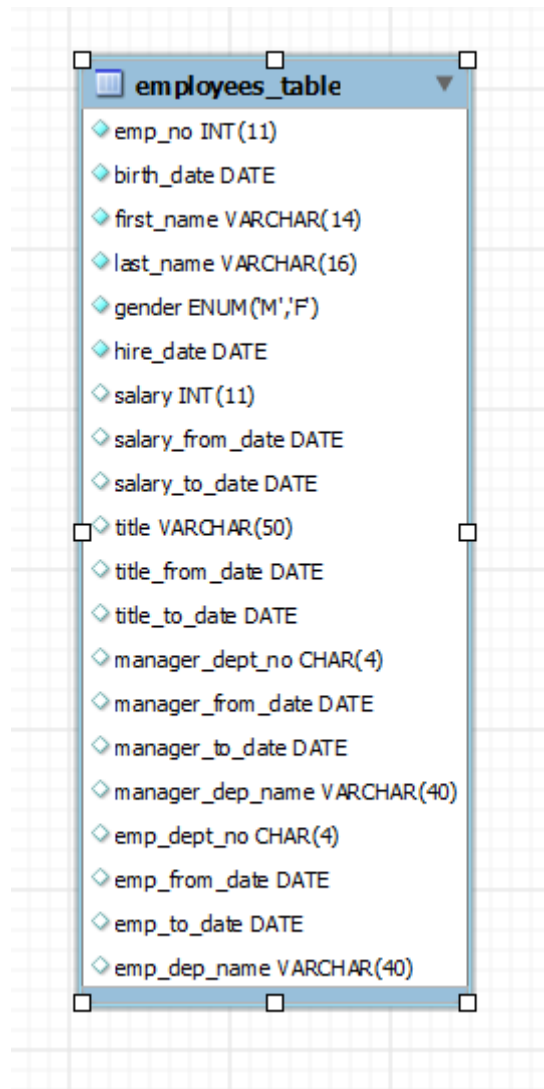 employees_table
emp_no INT(11)
birth_date DATE
first_name VARCHAR(14)
last_name VARCHAR(16)
gender ENUM('M','F')
hire_date DATE
salary INT(11)
salary_from_date DATE
salary_to_date DATE
title VARCHAR(50)
title_from_date DATE
title_to_date DATE
manager_dept_no CHAR(4)
manager_from_date DATE
manager_to_date DATE
manager_dep_name VARCHAR(40)
emp_dept_no CHAR(4)
emp_from_date DATE
emp_to_date DATE
emp_dep_name VARCHAR(40)